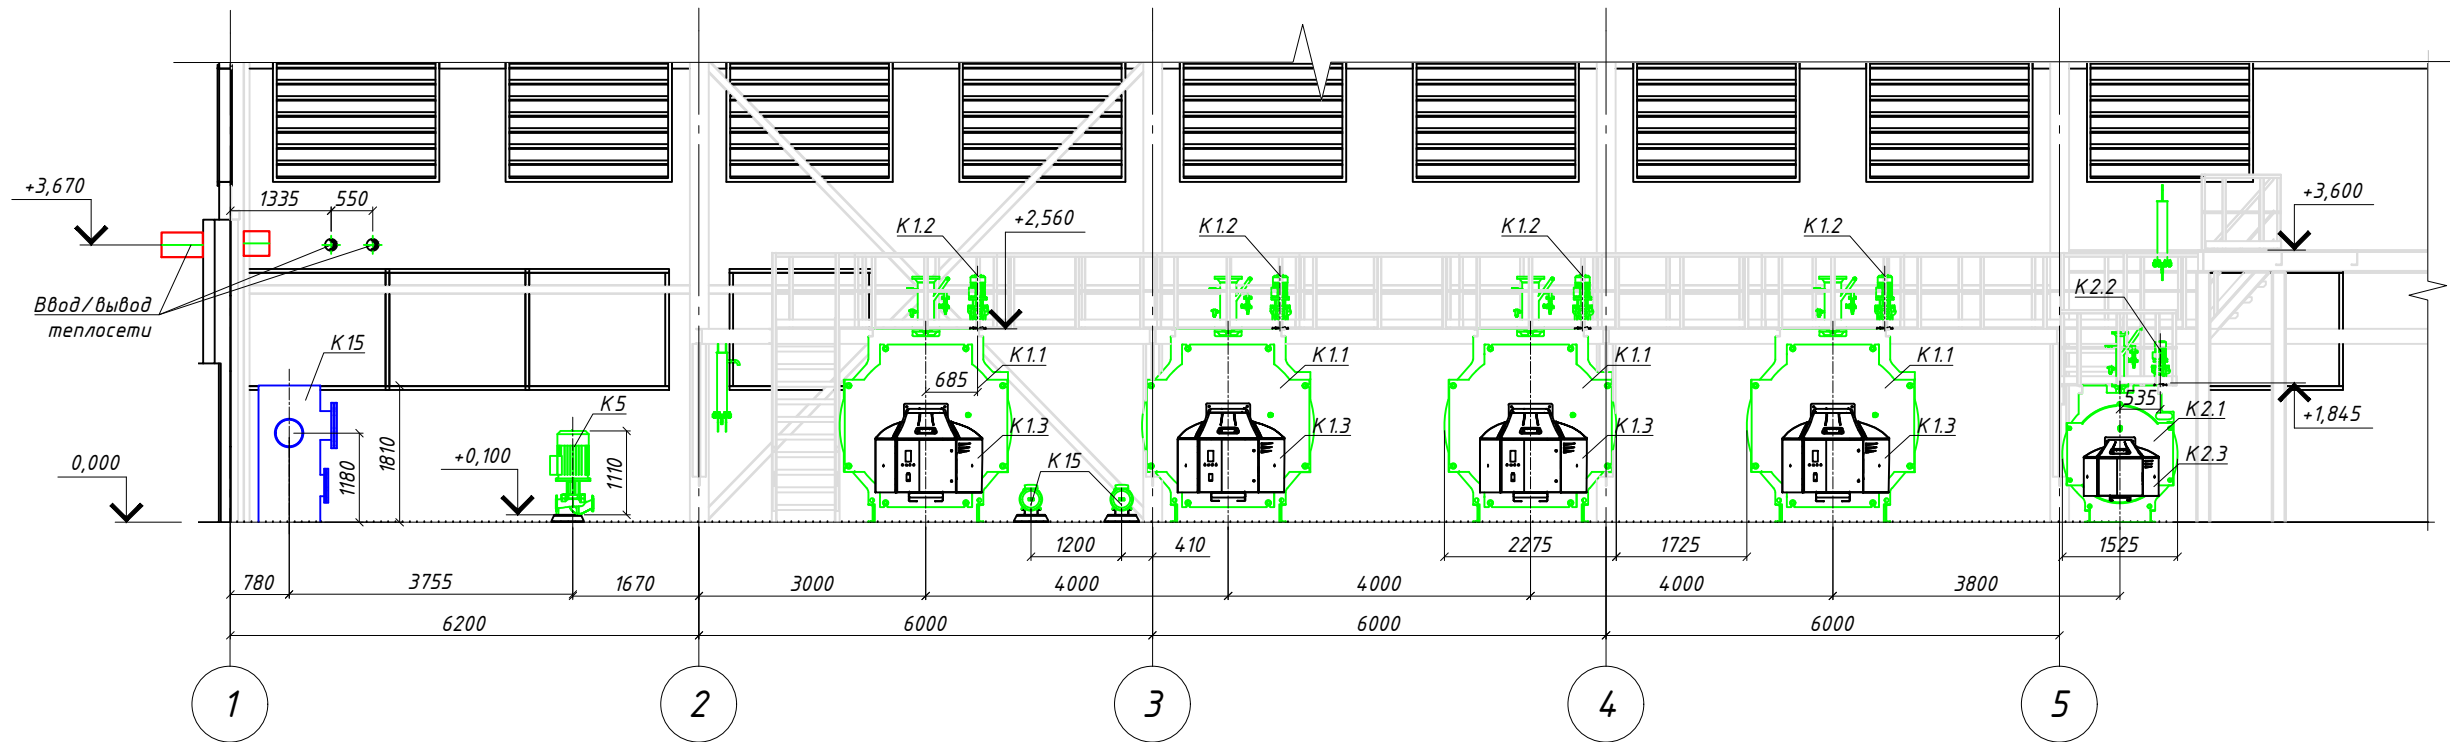 +3,670
1335
550
Ввод/вывод
теплосети
К15
1180
1810
0,000
+0,100
К5
1110
К1.2
+2,560
К1.2
К1.2
К1.2
+3,600
К2.2
К1.1
К1.1
К1.1
К1.1
685
535
К2.1
+1,845
К1.3
К1.3
К1.3
К1.3
К2.3
К15
1200
410
2275
1725
1525
780
3755
1670
3000
4000
4000
4000
3800
6200
6000
6000
6000
1
2
3
4
5